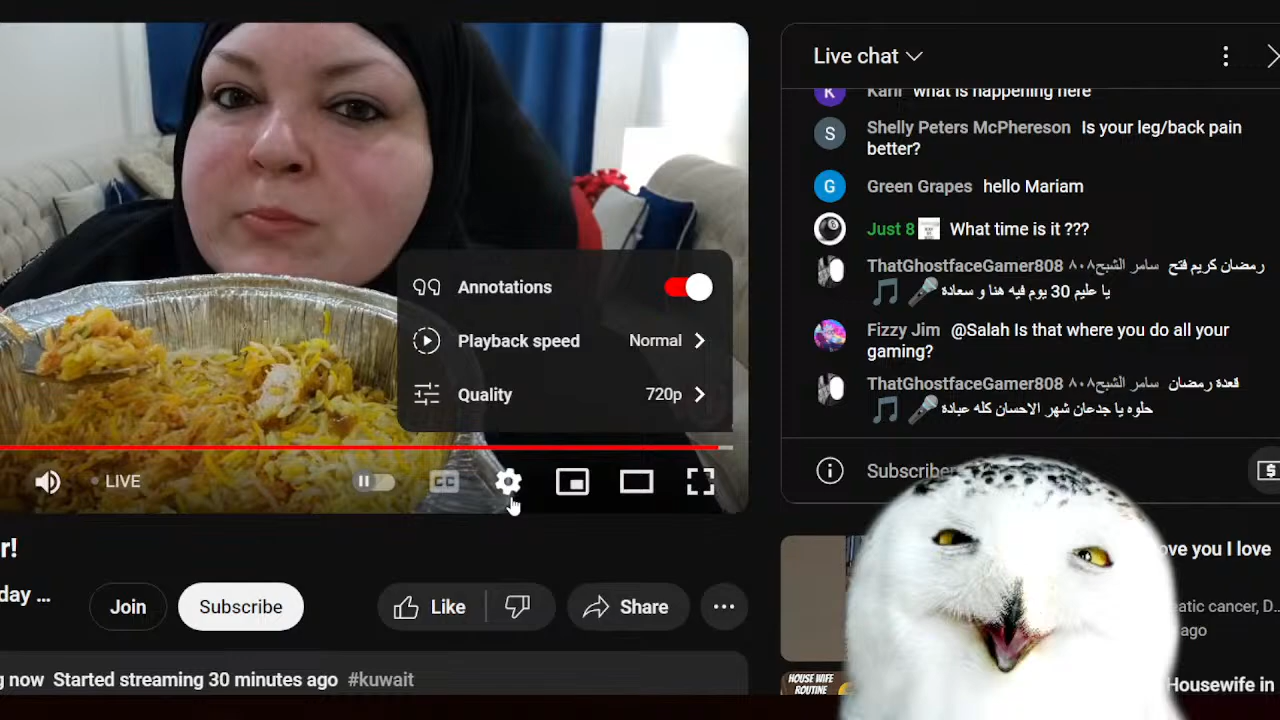 Live chat
Karli what is happening here
Shelly Peters McPhereson Is your leg/back pain
better?
Green Grapes hello Mariam
Just 8 What time is it ???
ThatGhostfaceGamer808 سامر الشبح٨٠٨ رمضان كريم فتح
يا عليم 30 يوم فيه هنا و سعادة
Fizzy Jim @Salah Is that where you do all your
gaming?
ThatGhostfaceGamer808 سامر الشبح٨٠٨ قعدة رمضان
حلوه يا جدعان شهر الاحسان كله عبادة
Subscribe
Annotations
Playback speed Normal
Quality 720p
LIVE
CC
r!
day ...
Join Subscribe Like Share
g now Started streaming 30 minutes ago #kuwait
ove you I love
eatic cancer, D...
ago
HOUSE WIFE
ROUTINE
Housewife in